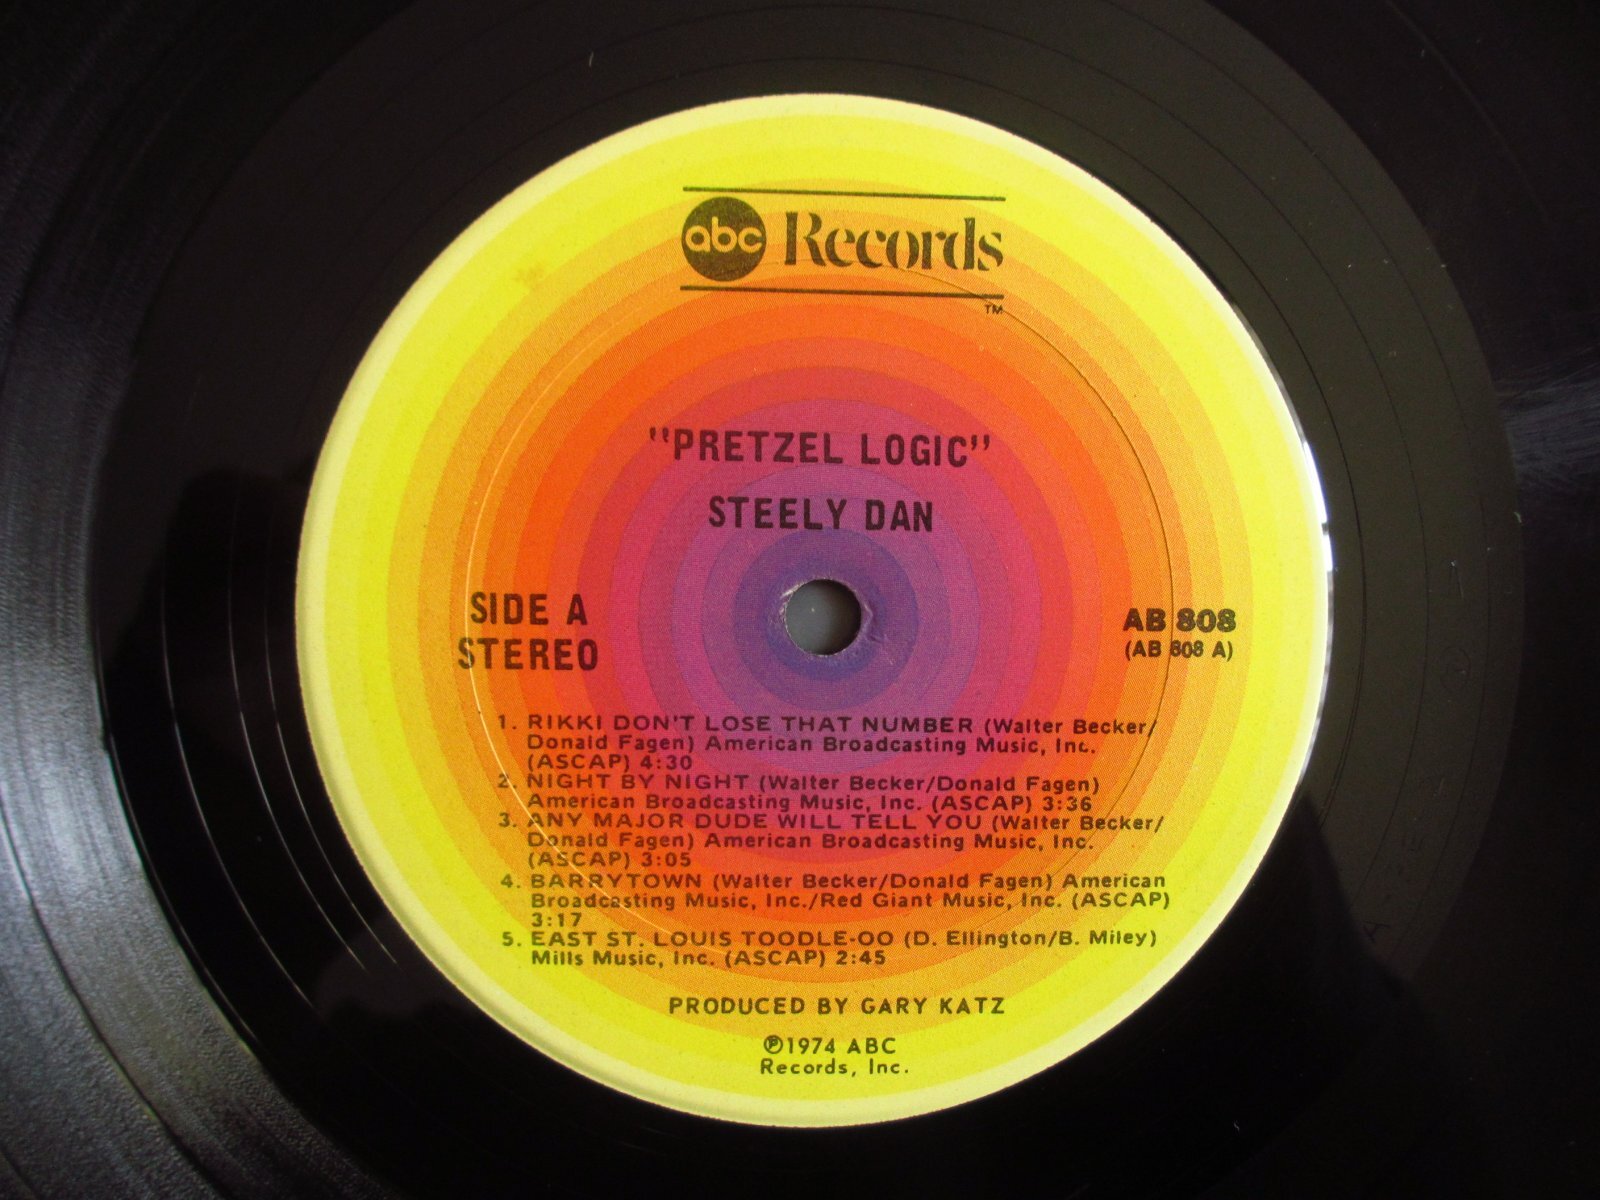 abc Records
TM
"PRETZEL LOGIC"
STEELY DAN
SIDE A
STEREO
AB 808
(AB 808 A)
1. RIKKI DON'T LOSE THAT NUMBER (Walter Becker/
Donald Fagen) American Broadcasting Music, Inc.
(ASCAP) 4:30
2. NIGHT BY NIGHT (Walter Becker/Donald Fagen)
American Broadcasting Music, Inc. (ASCAP) 3:36
3. ANY MAJOR DUDE WILL TELL YOU (Walter Becker/
Donald Fagen) American Broadcasting Music, Inc.
(ASCAP) 3:05
4. BARRYTOWN (Walter Becker/Donald Fagen) American
Broadcasting Music, Inc./Red Giant Music, Inc. (ASCAP)
3:17
5. EAST ST. LOUIS TOODLE-OO (D. Ellington/B. Miley)
Mills Music, Inc. (ASCAP) 2:45
PRODUCED BY GARY KATZ
℗1974 ABC
Records, Inc.